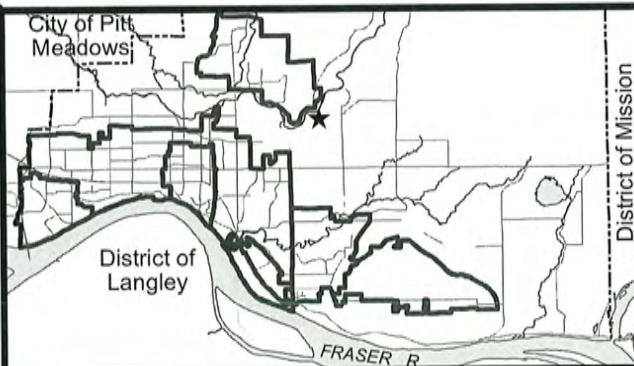 City of Pitt
Meadows
District of Mission
District of
Langley
FRASER R.